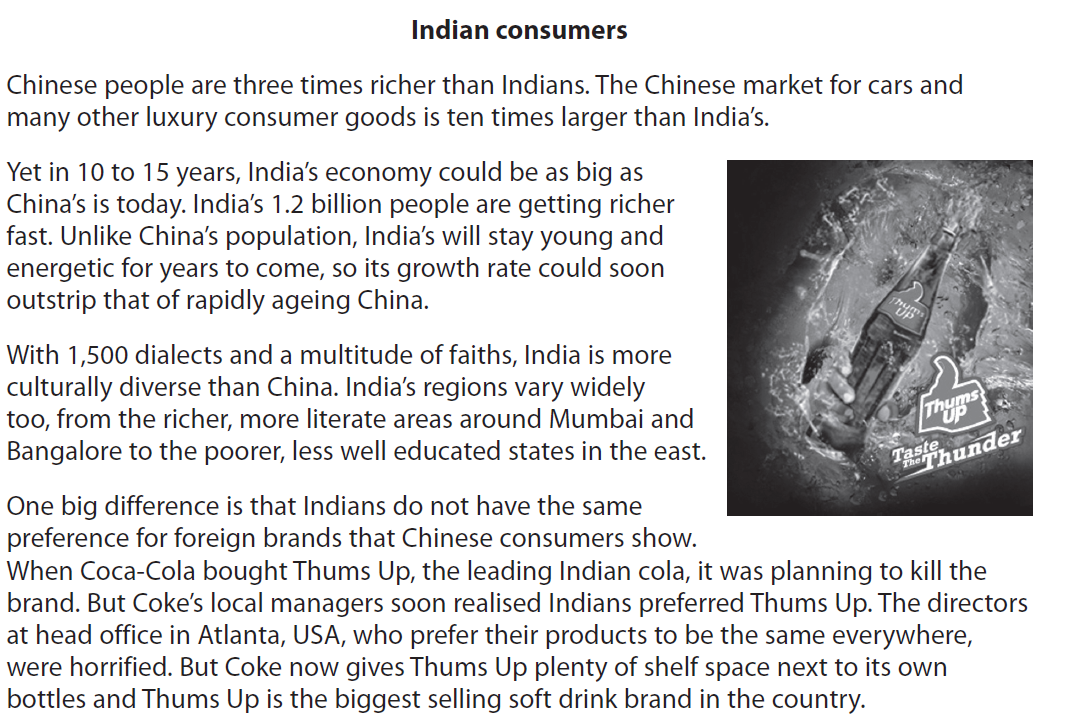 Indian consumers
Chinese people are three times richer than Indians. The Chinese market for cars and
many other luxury consumer goods is ten times larger than India’s.
Yet in 10 to 15 years, India’s economy could be as big as
China’s is today. India’s 1.2 billion people are getting richer
fast. Unlike China’s population, India’s will stay young and
energetic for years to come, so its growth rate could soon
outstrip that of rapidly ageing China.
With 1,500 dialects and a multitude of faiths, India is more
culturally diverse than China. India’s regions vary widely
too, from the richer, more literate areas around Mumbai and
Bangalore to the poorer, less well educated states in the east.
One big difference is that Indians do not have the same
preference for foreign brands that Chinese consumers show.
When Coca-Cola bought Thums Up, the leading Indian cola, it was planning to kill the
brand. But Coke’s local managers soon realised Indians preferred Thums Up. The directors
at head office in Atlanta, USA, who prefer their products to be the same everywhere,
were horrified. But Coke now gives Thums Up plenty of shelf space next to its own
bottles and Thums Up is the biggest selling soft drink brand in the country.
Thums
Up
Thums
Up
Taste
The Thunder